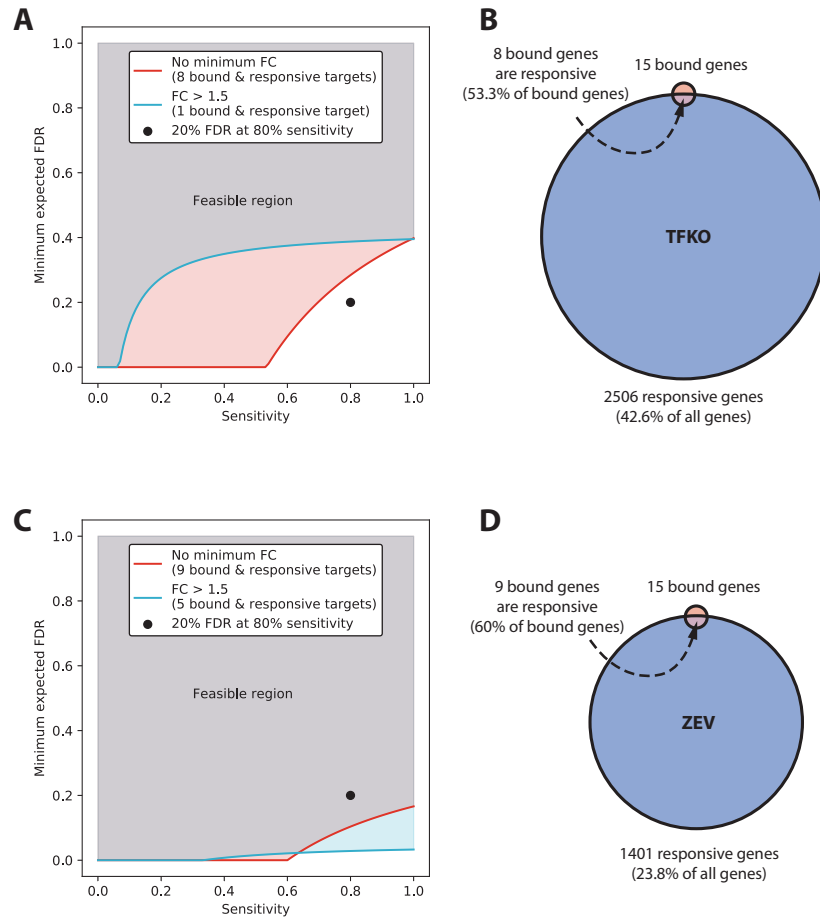 A
1.0
0.8
0.6
0.4
0.2
0.0
Minimum expected FDR
No minimum FC
(8 bound & responsive targets)
FC > 1.5
(1 bound & responsive target)
20% FDR at 80% sensitivity
Feasible region
0.0 0.2 0.4 0.6 0.8 1.0
Sensitivity
B
8 bound genes
are responsive
(53.3% of bound genes)
15 bound genes
TFKO
2506 responsive genes
(42.6% of all genes)
C
1.0
0.8
0.6
0.4
0.2
0.0
Minimum expected FDR
No minimum FC
(9 bound & responsive targets)
FC > 1.5
(5 bound & responsive targets)
20% FDR at 80% sensitivity
Feasible region
0.0 0.2 0.4 0.6 0.8 1.0
Sensitivity
D
9 bound genes
are responsive
(60% of bound genes)
15 bound genes
ZEV
1401 responsive genes
(23.8% of all genes)